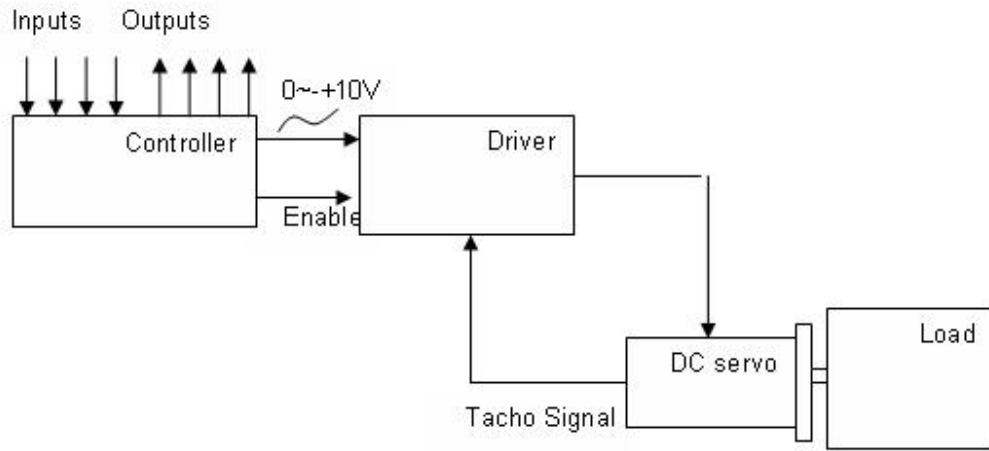 Inputs Outputs
0~-+10V
Controller
Driver
Enable
Load
DC servo
Tacho Signal